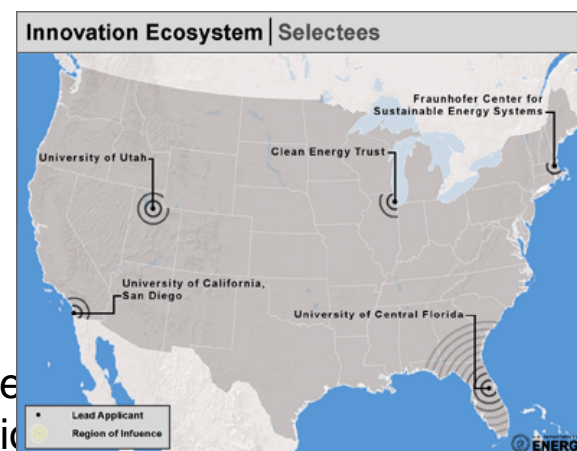 Innovation Ecosystem | Selectees
Fraunhofer Center for
Sustainable Energy Systems
Clean Energy Trust
University of Utah
University of California,
San Diego
University of Central Florida
Lead Applicant
Region of Infuence
ENERG